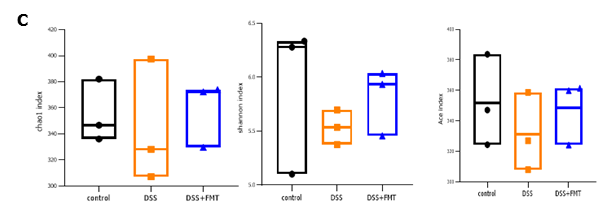 C
420
400
380
360
340
320
300
chao1 index
control
DSS
DSS+FMT
6.5
6.0
5.5
5.0
shannon index
control
DSS
DSS+FMT
Ace index
control
DSS
DSS+FMT